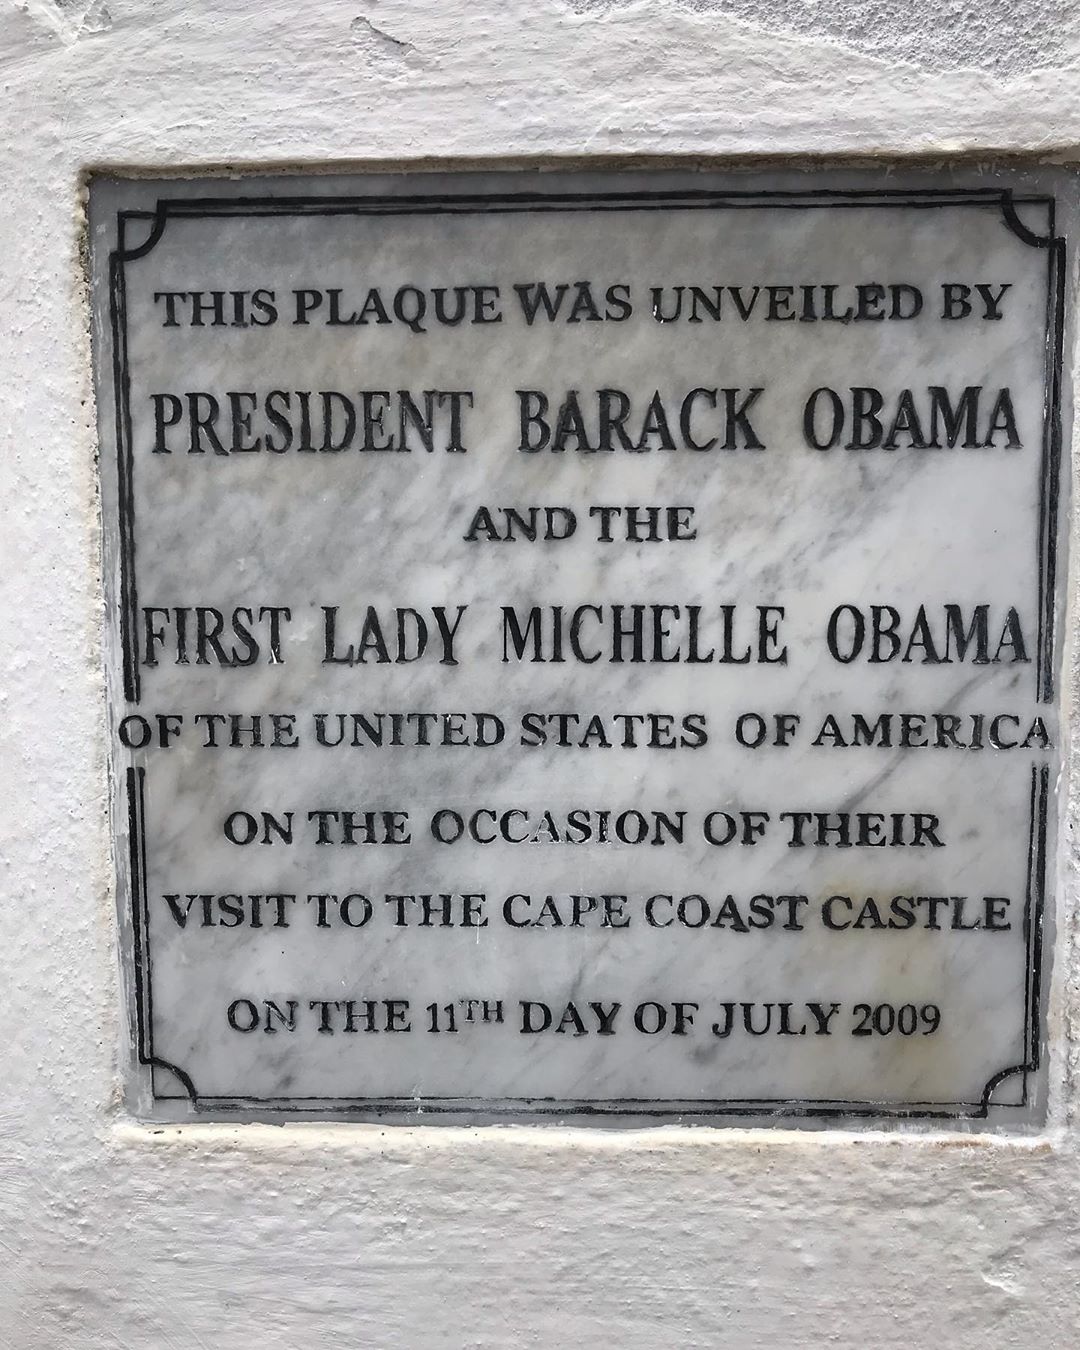 THIS PLAQUE WAS UNVEILED BY
PRESIDENT BARACK OBAMA
AND THE
FIRST LADY MICHELLE OBAMA
OF THE UNITED STATES OF AMERICA
ON THE OCCASION OF THEIR
VISIT TO THE CAPE COAST CASTLE
ON THE 11TH DAY OF JULY 2009